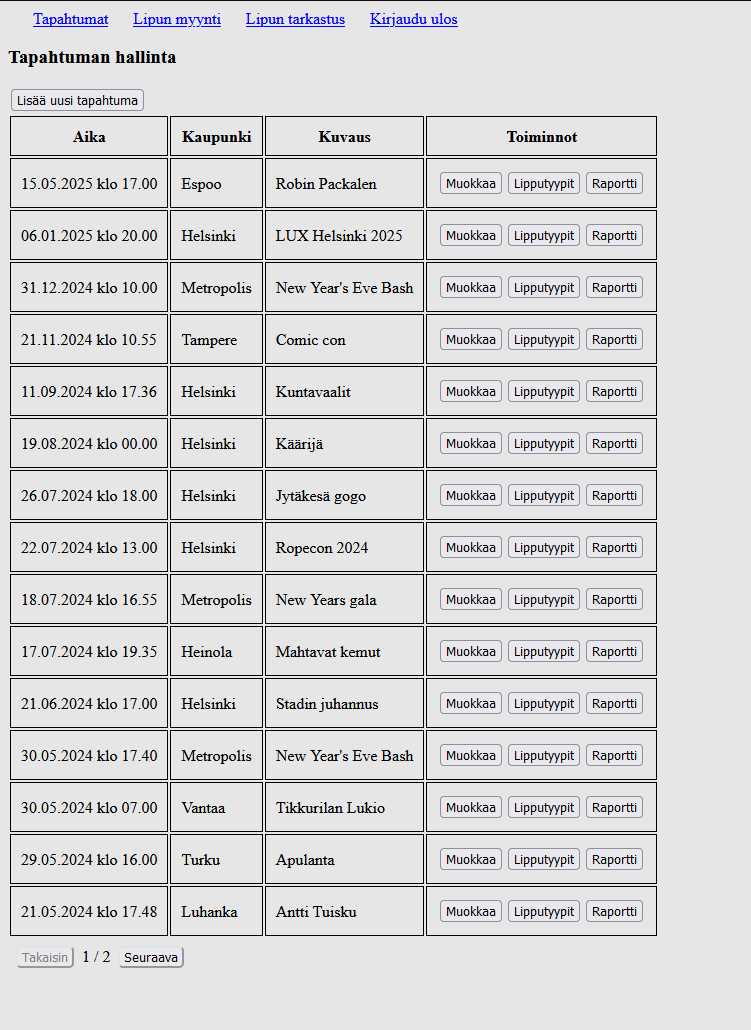 Tapahtumat Lipun myynti Lipun tarkastus Kirjaudu ulos
Tapahtuman hallinta
Lisää uusi tapahtuma
Aika Kaupunki Kuvaus Toiminnot
15.05.2025 klo 17.00 Espoo Robin Packalen Muokkaa Lipputyypit Raportti
06.01.2025 klo 20.00 Helsinki LUX Helsinki 2025 Muokkaa Lipputyypit Raportti
31.12.2024 klo 10.00 Metropolis New Year's Eve Bash Muokkaa Lipputyypit Raportti
21.11.2024 klo 10.55 Tampere Comic con Muokkaa Lipputyypit Raportti
11.09.2024 klo 17.36 Helsinki Kuntavaalit Muokkaa Lipputyypit Raportti
19.08.2024 klo 00.00 Helsinki Käärijä Muokkaa Lipputyypit Raportti
26.07.2024 klo 18.00 Helsinki Jytäkesä gogo Muokkaa Lipputyypit Raportti
22.07.2024 klo 13.00 Helsinki Ropecon 2024 Muokkaa Lipputyypit Raportti
18.07.2024 klo 16.55 Metropolis New Years gala Muokkaa Lipputyypit Raportti
17.07.2024 klo 19.35 Heinola Mahtavat kemut Muokkaa Lipputyypit Raportti
21.06.2024 klo 17.00 Helsinki Stadin juhannus Muokkaa Lipputyypit Raportti
30.05.2024 klo 17.40 Metropolis New Year's Eve Bash Muokkaa Lipputyypit Raportti
30.05.2024 klo 07.00 Vantaa Tikkurilan Lukio Muokkaa Lipputyypit Raportti
29.05.2024 klo 16.00 Turku Apulanta Muokkaa Lipputyypit Raportti
21.05.2024 klo 17.48 Luhanka Antti Tuisku Muokkaa Lipputyypit Raportti
Takaisin 1 / 2 Seuraava